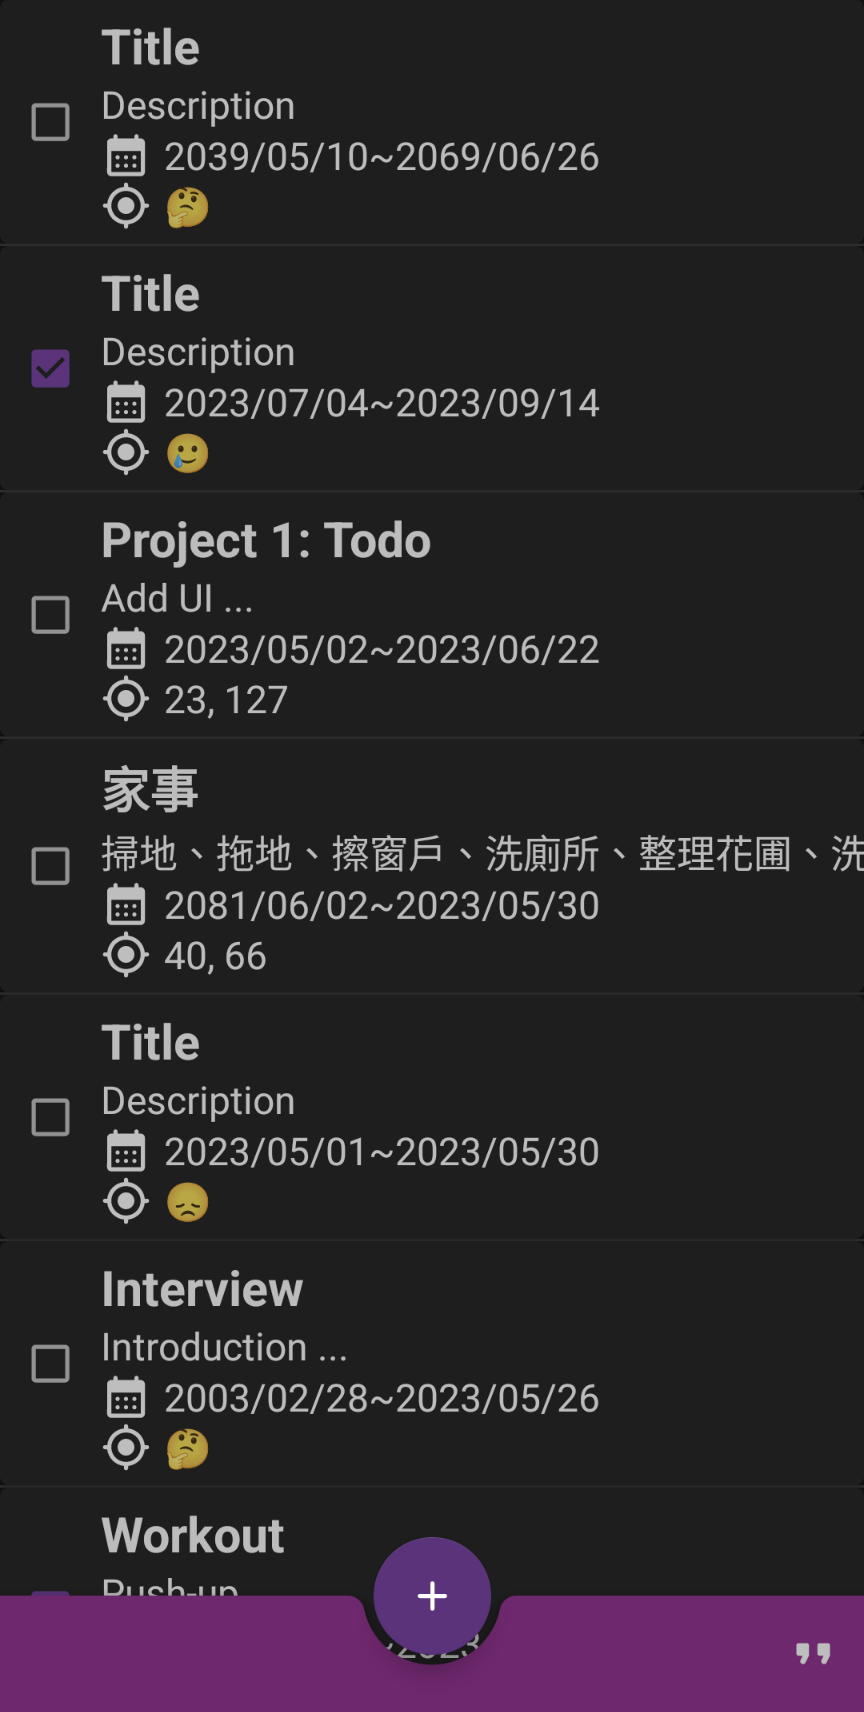 Title
Description
2039/05/10~2069/06/26
🤔
Title
Description
2023/07/04~2023/09/14
🥲
Project 1: Todo
Add UI ...
2023/05/02~2023/06/22
23, 127
家事
掃地、拖地、擦窗戶、洗廁所、整理花圃、洗
2081/06/02~2023/05/30
40, 66
Title
Description
2023/05/01~2023/05/30
😞
Interview
Introduction ...
2003/02/28~2023/05/26
🤔
Workout
Push-up